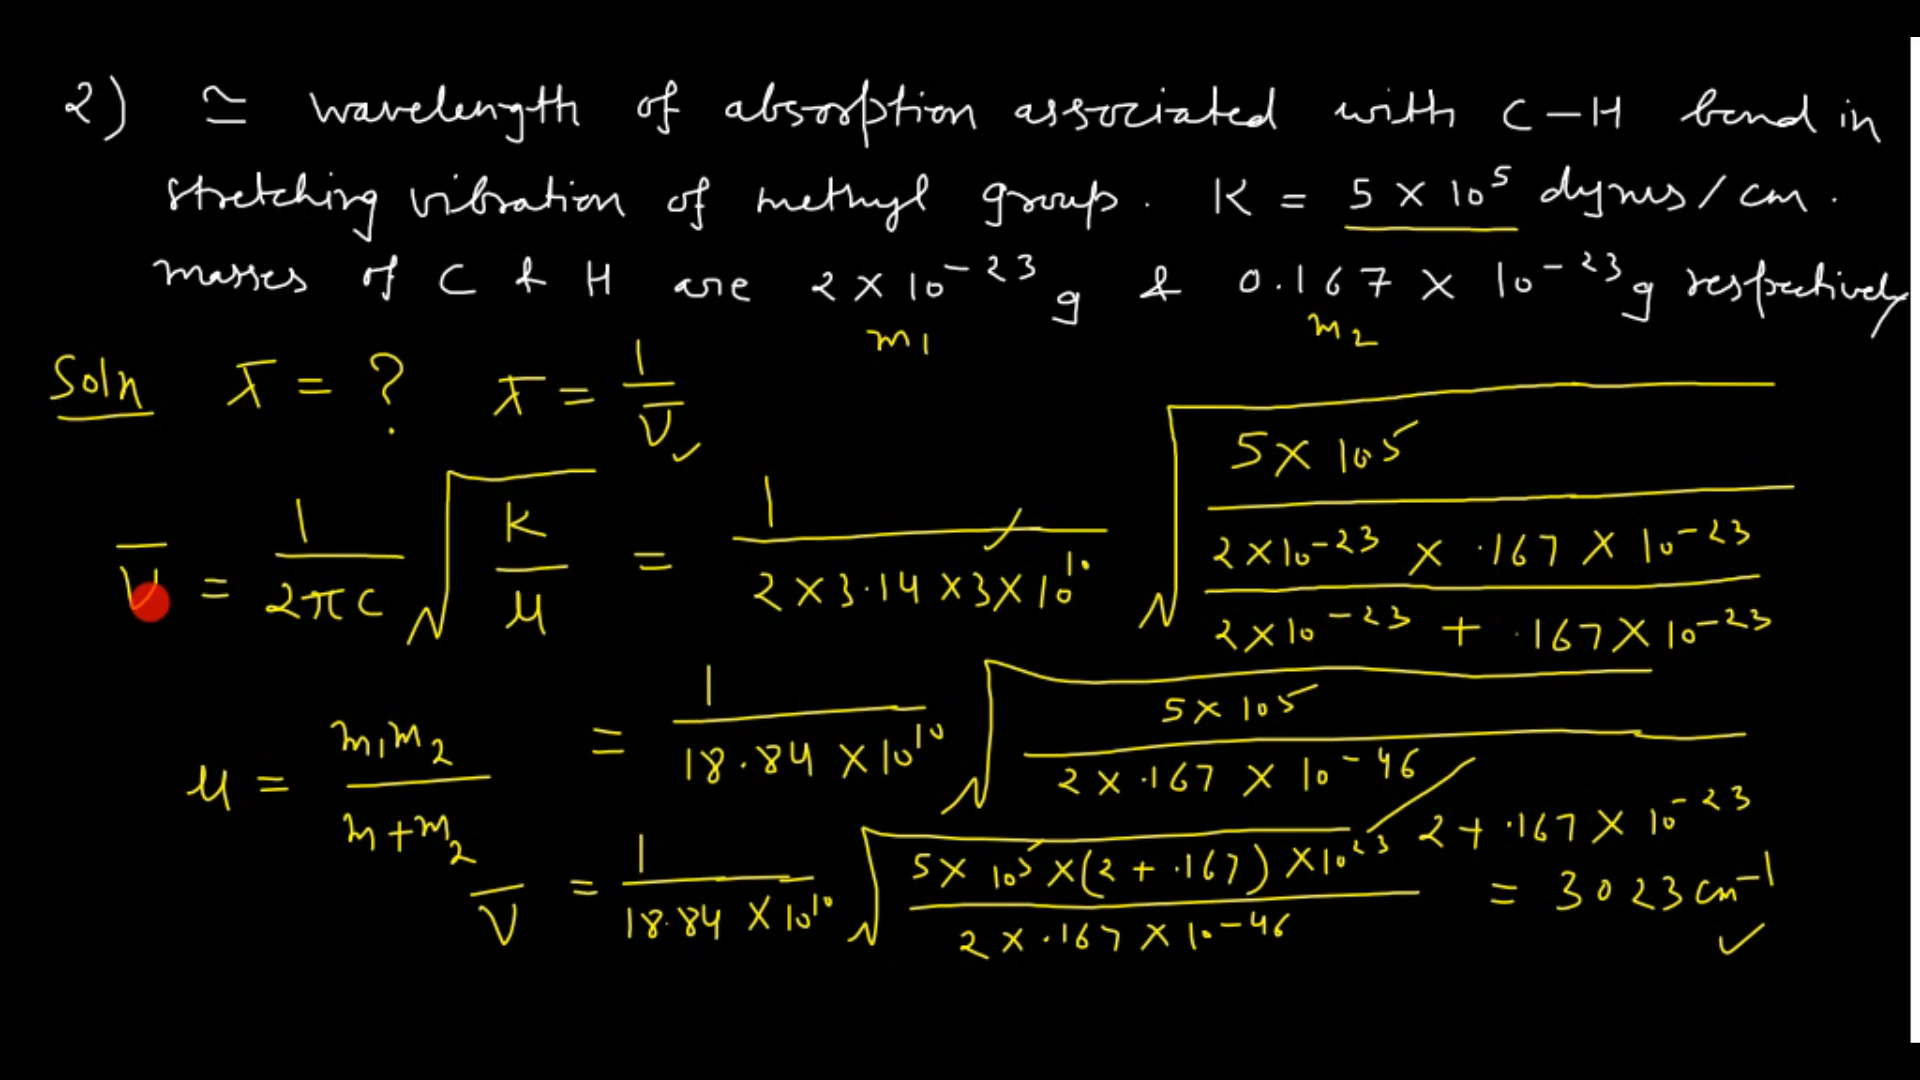 2) ≃ wavelength of absorption associated with C-H bond in
stretching vibration of methyl group. K = 5 × 10⁵ dynes/cm.
masses of C & H are 2 × 10⁻²³ g & 0.167 × 10⁻²³ g respectively
m1 m2
Soln λ̄ = ? λ̄ = 1/ν̄ ✓
ν̄ = 1/(2πc) √(K/μ) = 1/(2 × 3.14 × 3 × 10¹⁰) √(5 × 10⁵ / (2 × 10⁻²³ × .167 × 10⁻²³ / 2 × 10⁻²³ + .167 × 10⁻²³))
μ = m₁m₂/(m + m₂) = 1/(18.84 × 10¹⁰) √(5 × 10⁵ / (2 × .167 × 10⁻⁴⁶ / 2 + .167 × 10⁻²³))
ν̄ = 1/(18.84 × 10¹⁰) √(5 × 10⁵ × (2 + .167) × 10²³ / 2 × .167 × 10⁻⁴⁶) = 3023 cm⁻¹ ✓